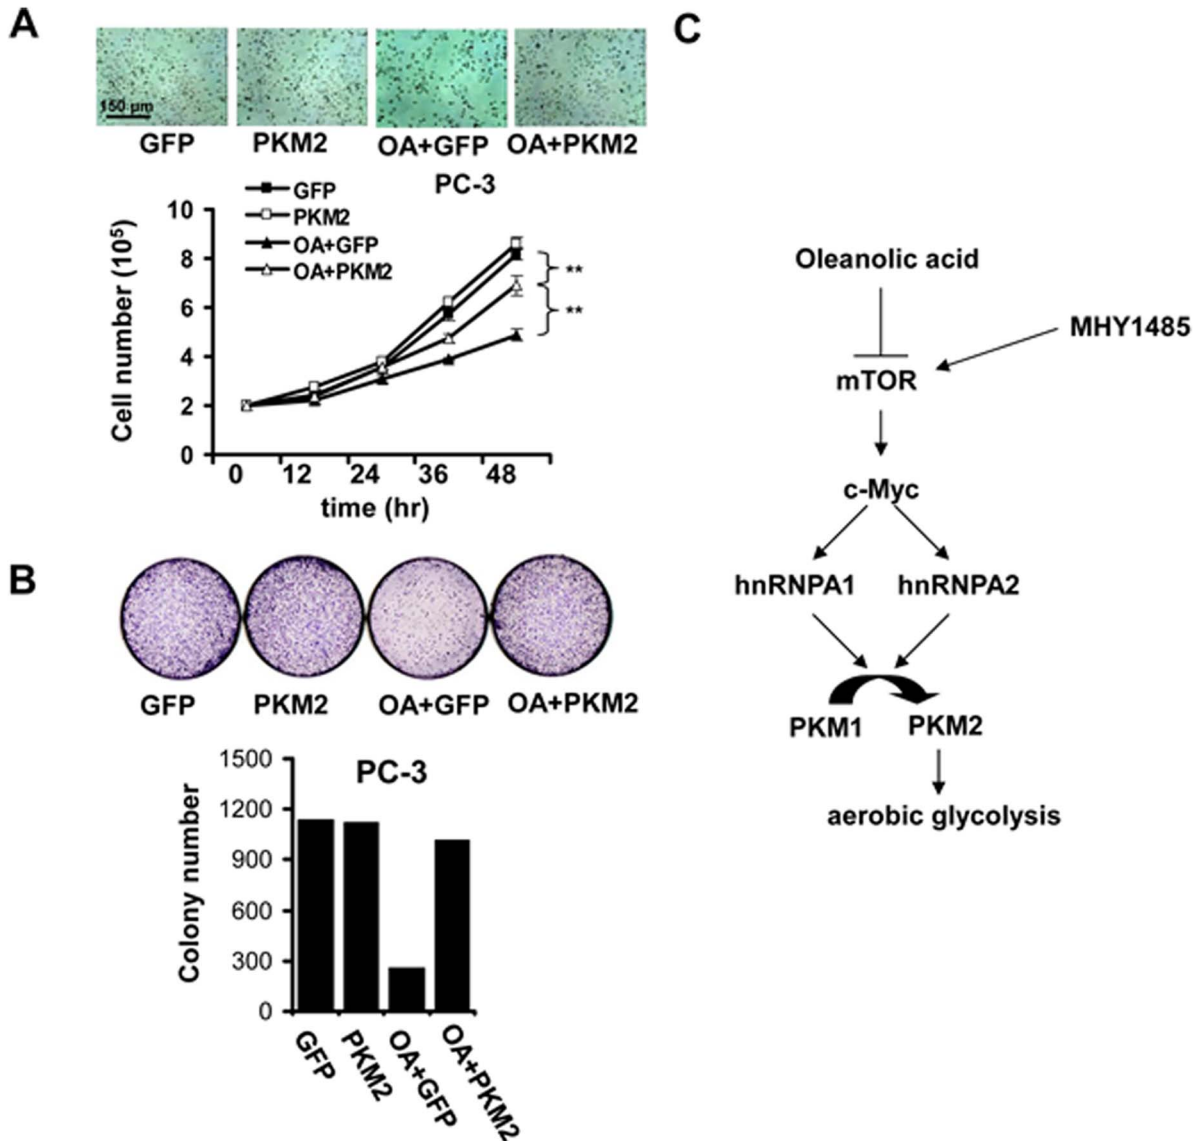 A
150 µm
GFP
PKM2
OA+GFP
OA+PKM2
PC-3
GFP
PKM2
OA+GFP
OA+PKM2
Cell number (10⁵)
10
8
6
4
2
0
**
**
0 12 24 36 48
time (hr)
B
GFP
PKM2
OA+GFP
OA+PKM2
PC-3
Colony number
1500
1200
900
600
300
0
GFP
PKM2
OA+GFP
OA+PKM2
C
Oleanolic acid
MHY1485
mTOR
c-Myc
hnRNPA1
hnRNPA2
PKM1
PKM2
aerobic glycolysis